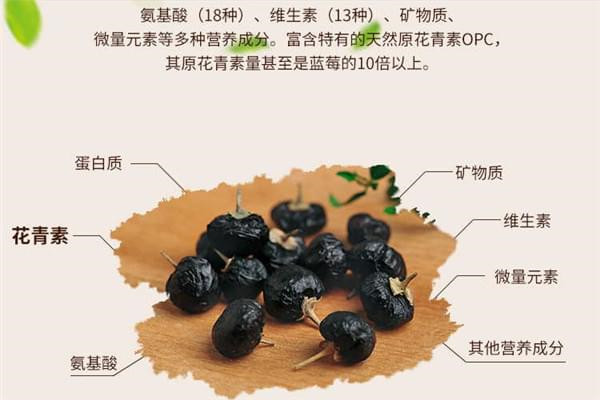 氨基酸（18种）、维生素（13种）、矿物质、
微量元素等多种营养成分。富含特有的天然原花青素OPC，
其原花青素量甚至是蓝莓的10倍以上。
蛋白质
矿物质
花青素
维生素
微量元素
氨基酸
其他营养成分